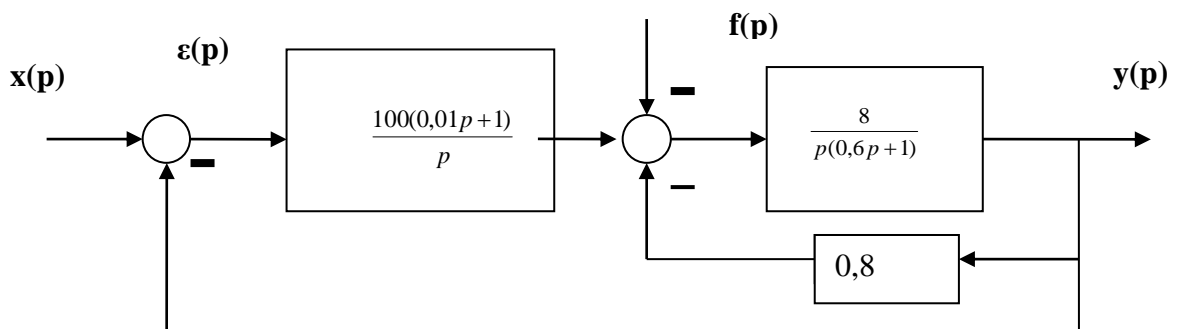 x(p)
ε(p)
100(0,01p+1)
p
f(p)
8
p(0,6p+1)
y(p)
0,8